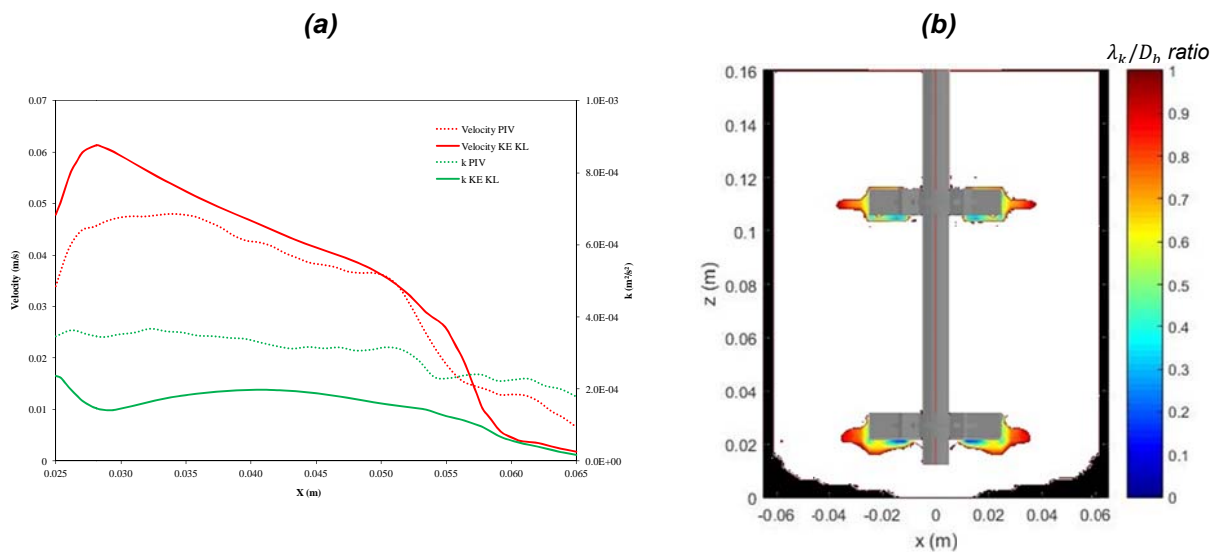 (a)
(b)
λk/Db ratio
0.07
0.06
0.05
0.04
0.03
0.02
0.01
0
Velocity (m/s)
1.0E-03
8.0E-04
6.0E-04
4.0E-04
2.0E-04
0.0E+00
k (m²/s²)
Velocity PIV
Velocity KE KL
k PIV
k KE KL
0.025 0.030 0.035 0.040 0.045 0.050 0.055 0.060 0.065
X (m)
0.16
0.14
0.12
0.1
0.08
0.06
0.04
0.02
0
z (m)
-0.06 -0.04 -0.02 0 0.02 0.04 0.06
x (m)
1
0.9
0.8
0.7
0.6
0.5
0.4
0.3
0.2
0.1
0